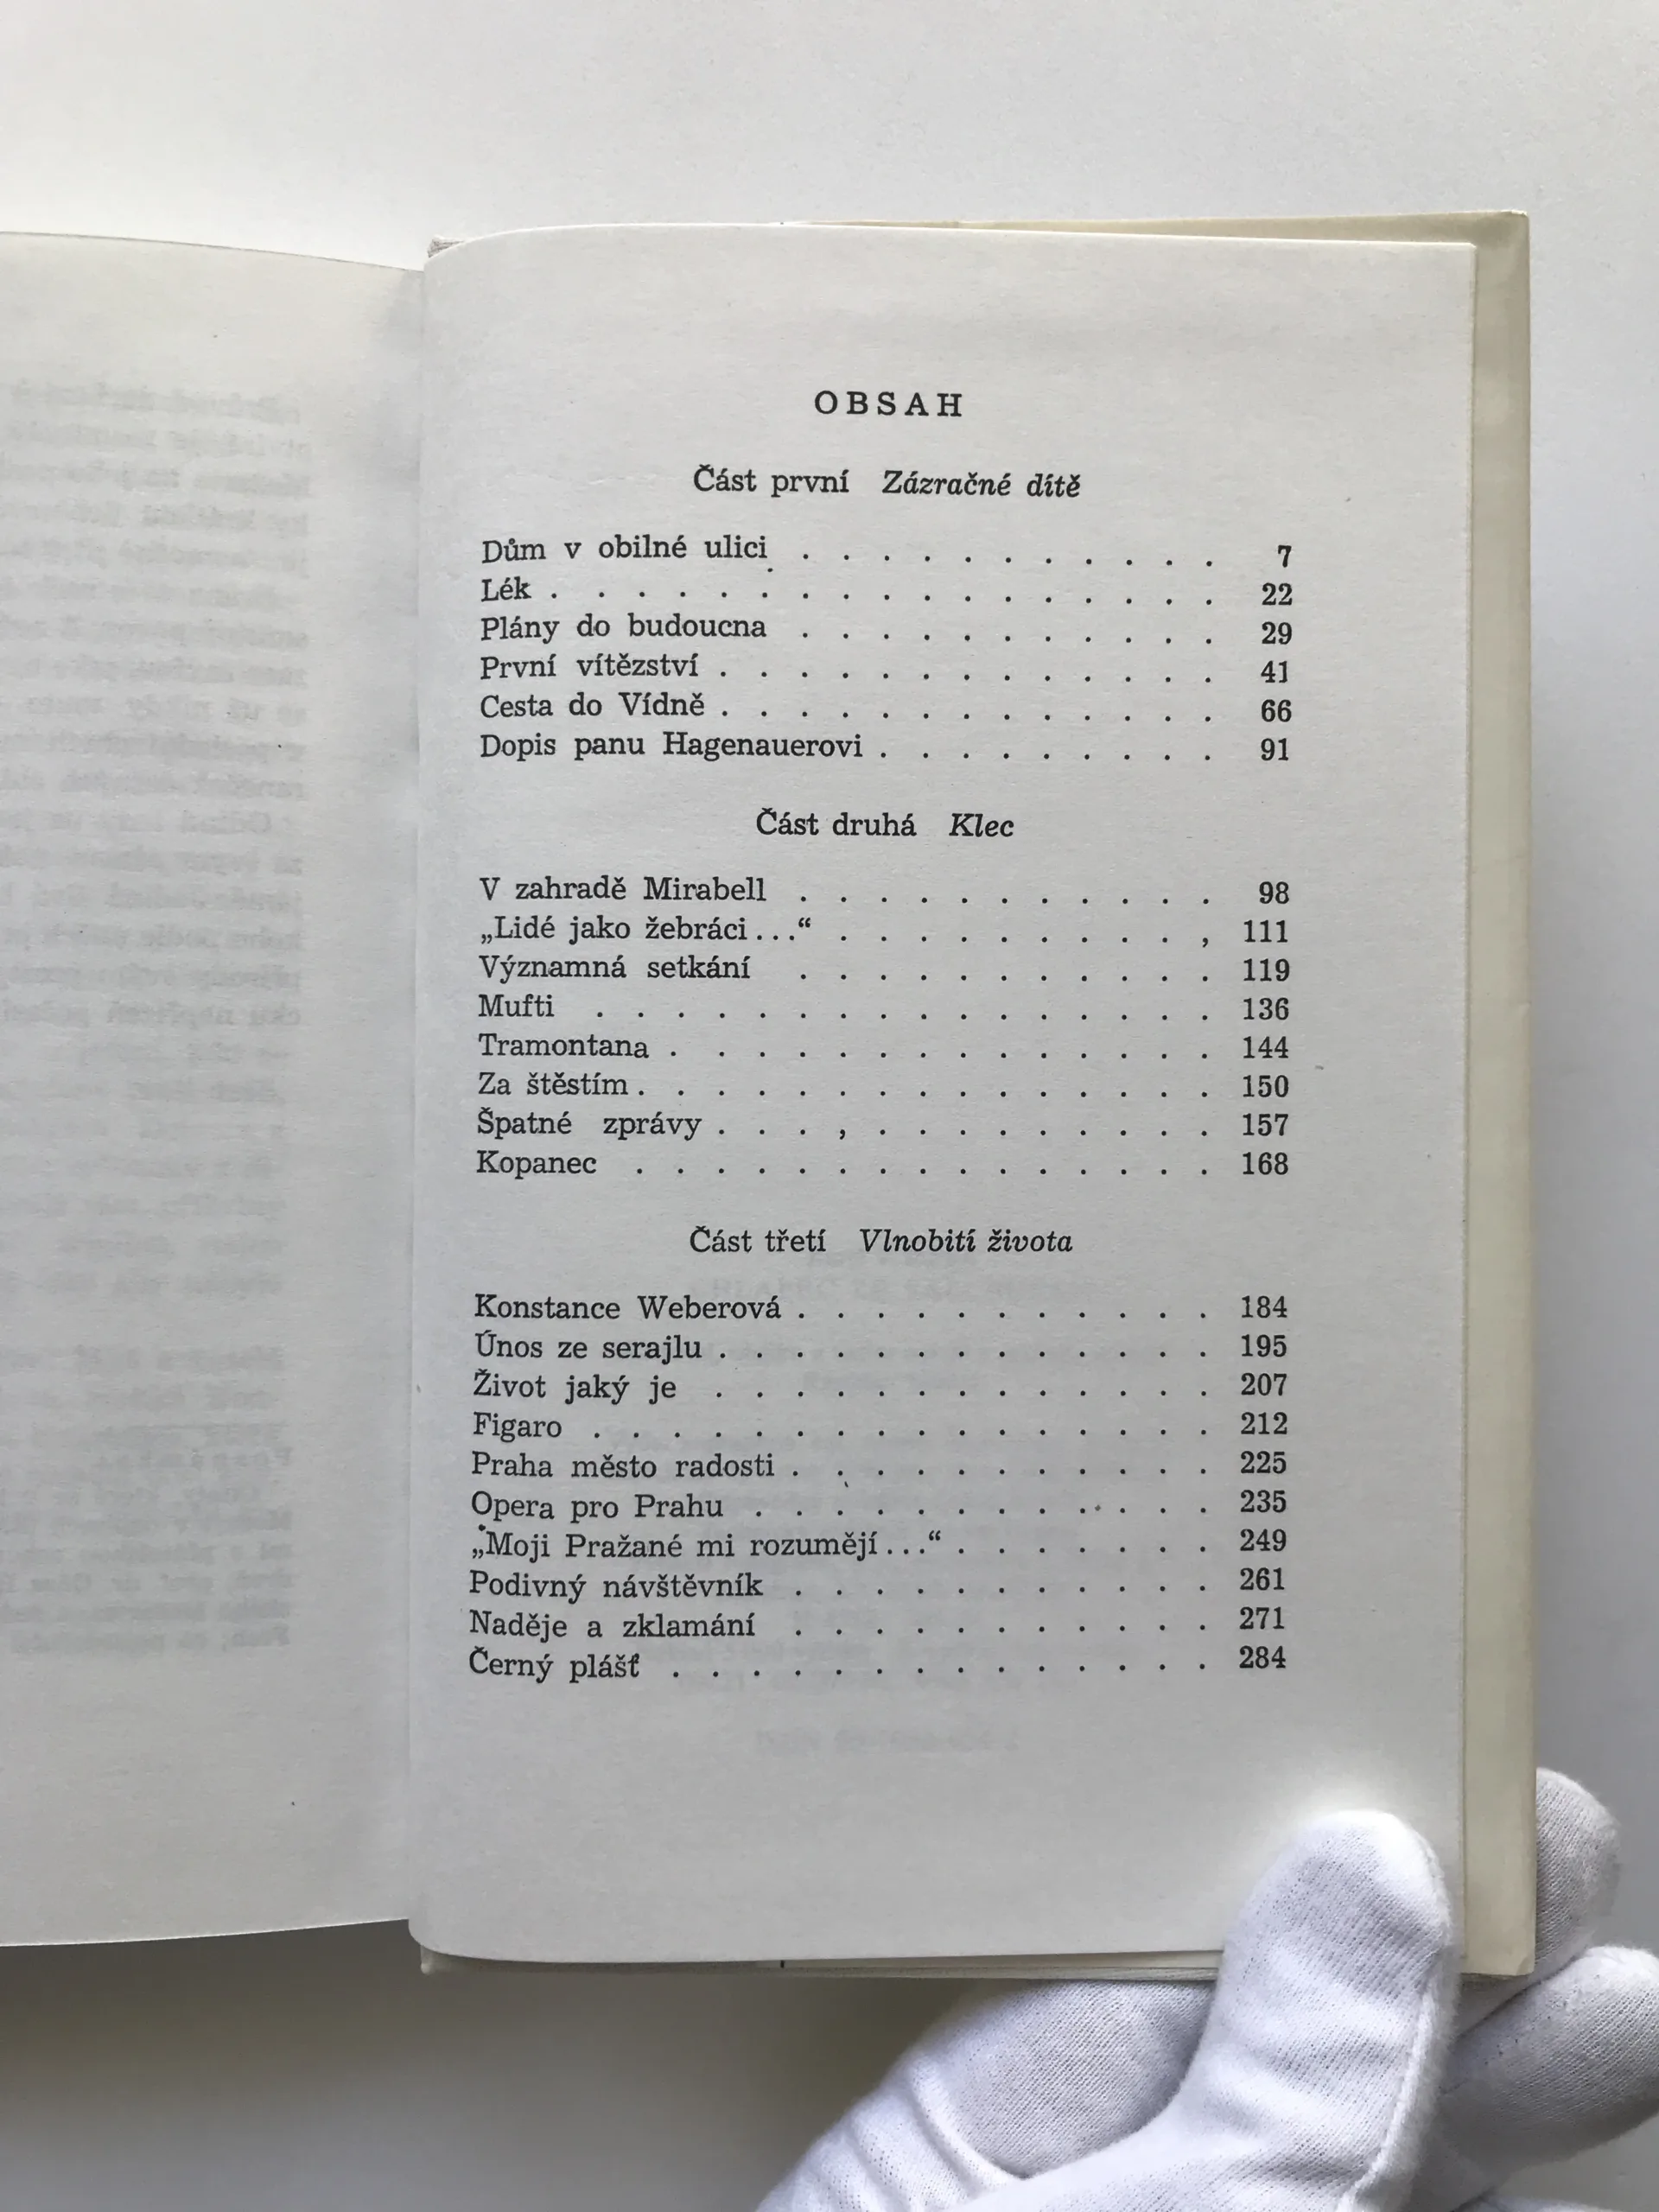 OBSAH
Část první Zázračné dítě
Dům v obilné ulici . . . . . . . . . . . 7
Lék . . . . . . . . . . . . . . . . . 22
Plány do budoucna . . . . . . . . . . . 29
První vítězství . . . . . . . . . . . . . 41
Cesta do Vídně . . . . . . . . . . . . . 66
Dopis panu Hagenauerovi . . . . . . . . . 91
Část druhá Klec
V zahradě Mirabell . . . . . . . . . . . 98
„Lidé jako žebráci...“ . . . . . . . . . , 111
Významná setkání . . . . . . . . . . . 119
Mufti . . . . . . . . . . . . . . . . 136
Tramontana . . . . . . . . . . . . . . 144
Za štěstím . . . . . . . . . . . . . . . 150
Špatné zprávy . . . , . . . . . . . . . 157
Kopanec . . . . . . . . . . . . . . . 168
Část třetí Vlnobití života
Konstance Weberová . . . . . . . . . . . 184
Únos ze serajlu . . . . . . . . . . . . . 195
Život jaký je . . . . . . . . . . . . . 207
Figaro . . . . . . . . . . . . . . . . 212
Praha město radosti . . . . . . . . . . . 225
Opera pro Prahu . . . . . . . . . . . . 235
„Moji Pražané mi rozumějí...“ . . . . . . . 249
Podivný návštěvník . . . . . . . . . . . 261
Naděje a zklamání . . . . . . . . . . . 271
Černý plášť . . . . . . . . . . . . . . 284